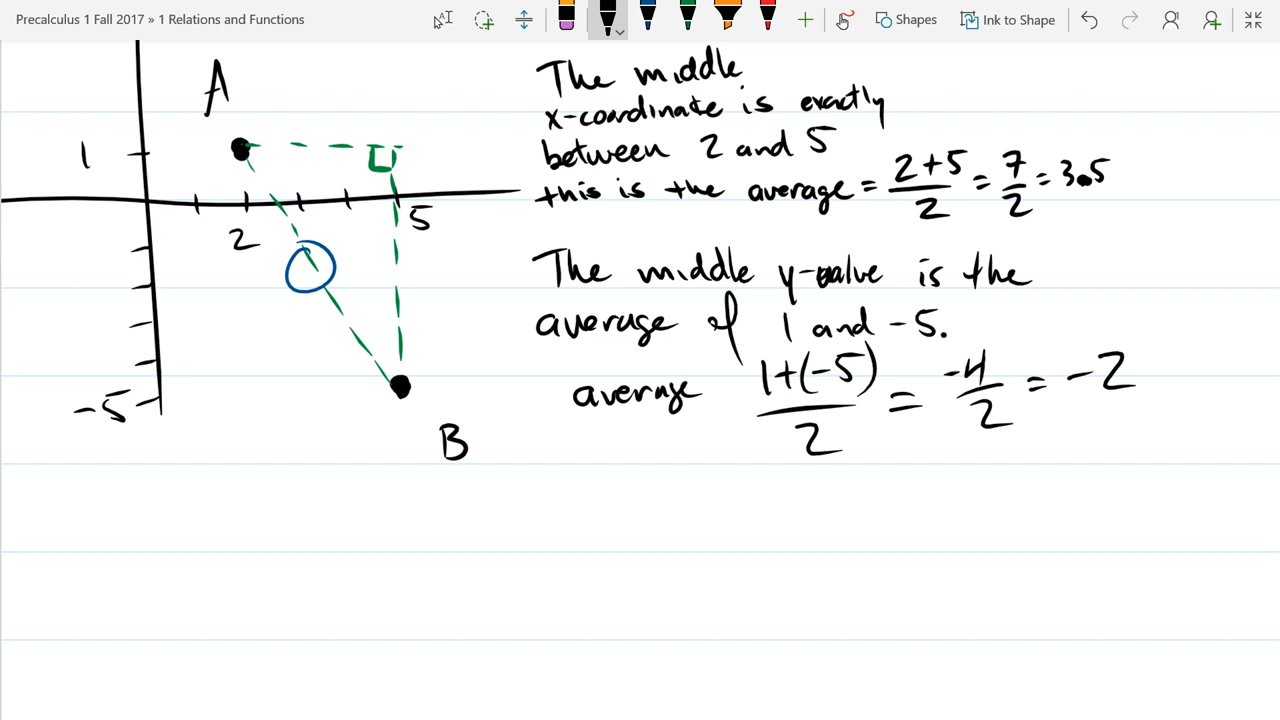 Precalculus 1 Fall 2017 » 1 Relations and Functions
Shapes
Ink to Shape
A
1
2
5
-5
B
The middle
x-coordinate is exactly
between 2 and 5
this is the average = (2+5)/2 = 7/2 = 3.5
The middle y-value is the
average of 1 and -5.
average (1+(-5))/2 = -4/2 = -2